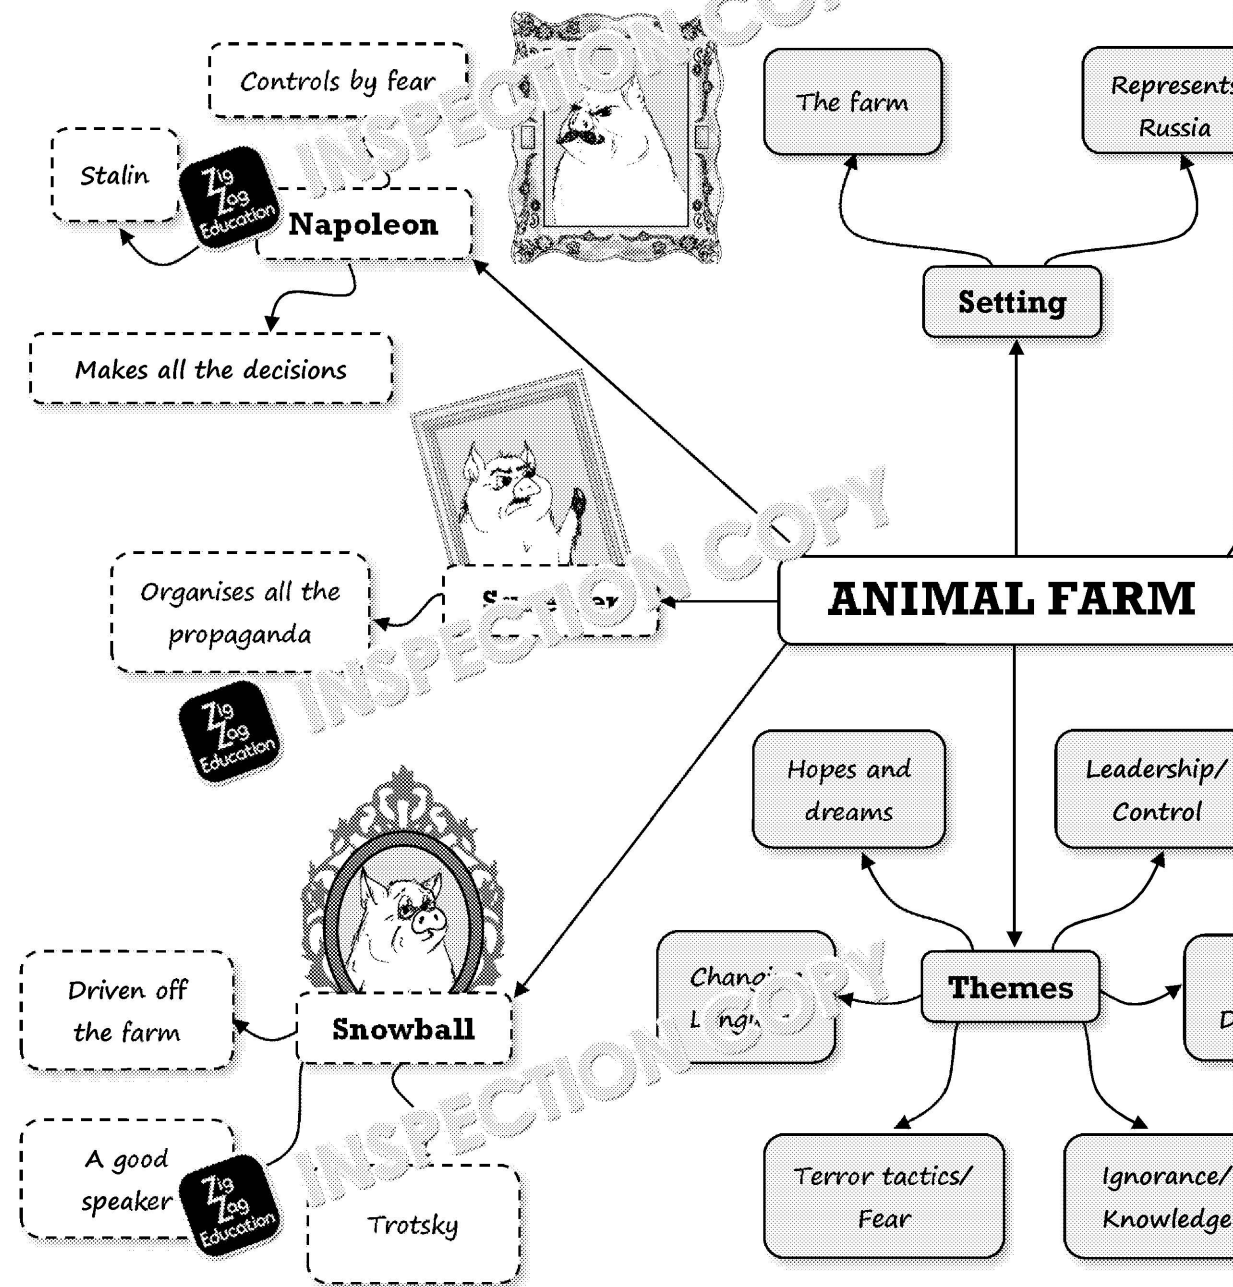 INSPECTION COPY
Controls by fear
Stalin
Zig
Zag
Education
Napoleon
Makes all the decisions
The farm
Represents
Russia
Setting
Organises all the
propaganda
INSPECTION COPY
ANIMAL FARM
Zig
Zag
Education
Hopes and
dreams
Leadership/
Control
Driven off
the farm
Snowball
Changing
Themes
INSPECTION COPY
A good
speaker
Zig
Zag
Education
Trotsky
Terror tactics/
Fear
Ignorance/
Knowledge